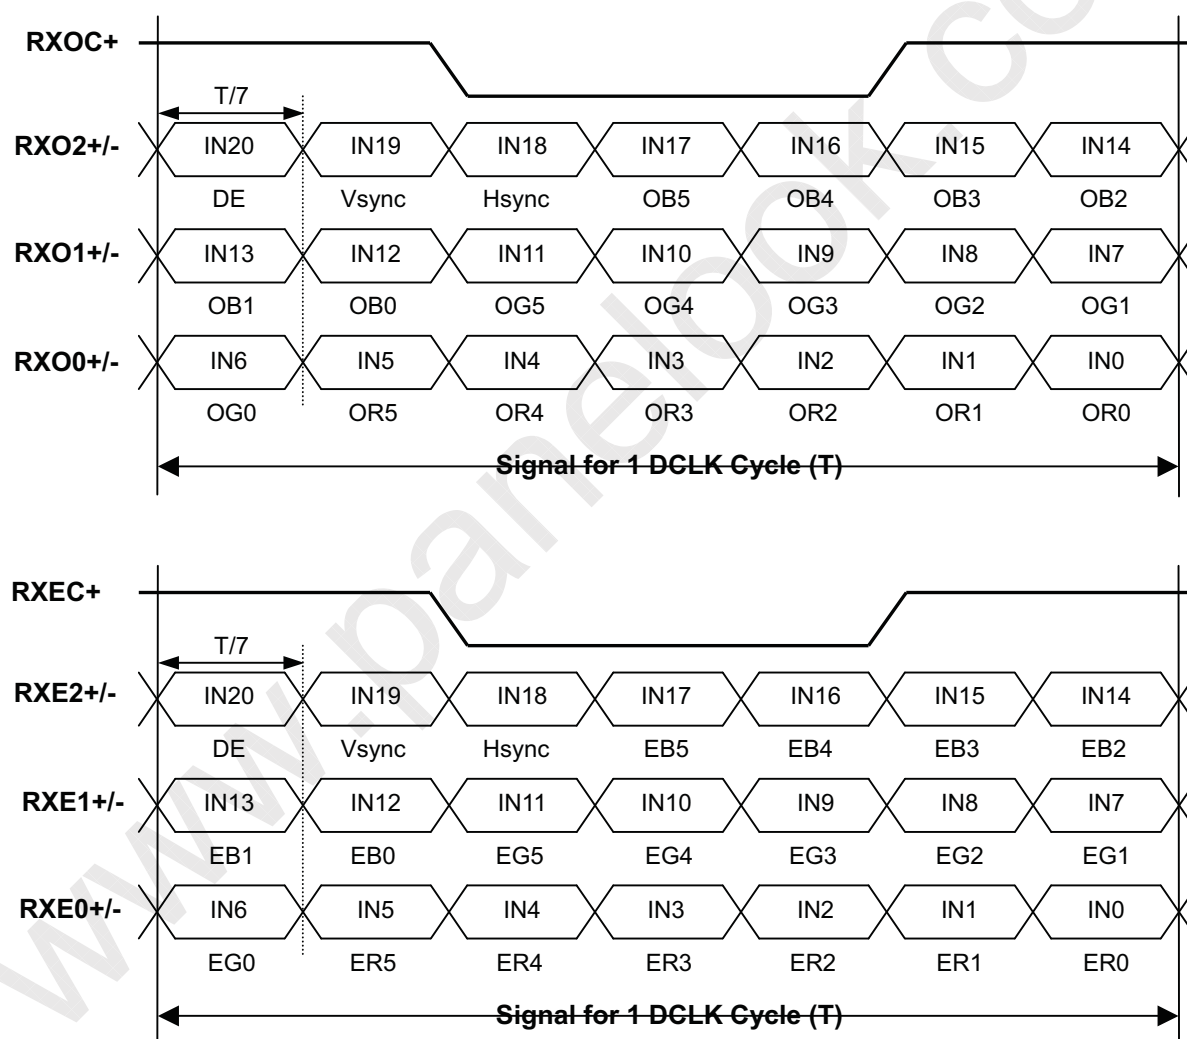 RXOC+
T/7
RXO2+/- IN20 IN19 IN18 IN17 IN16 IN15 IN14
DE Vsync Hsync OB5 OB4 OB3 OB2
RXO1+/- IN13 IN12 IN11 IN10 IN9 IN8 IN7
OB1 OB0 OG5 OG4 OG3 OG2 OG1
RXO0+/- IN6 IN5 IN4 IN3 IN2 IN1 IN0
OG0 OR5 OR4 OR3 OR2 OR1 OR0
Signal for 1 DCLK Cycle (T)
RXEC+
T/7
RXE2+/- IN20 IN19 IN18 IN17 IN16 IN15 IN14
DE Vsync Hsync EB5 EB4 EB3 EB2
RXE1+/- IN13 IN12 IN11 IN10 IN9 IN8 IN7
EB1 EB0 EG5 EG4 EG3 EG2 EG1
RXE0+/- IN6 IN5 IN4 IN3 IN2 IN1 IN0
EG0 ER5 ER4 ER3 ER2 ER1 ER0
Signal for 1 DCLK Cycle (T)
www.panelook.co